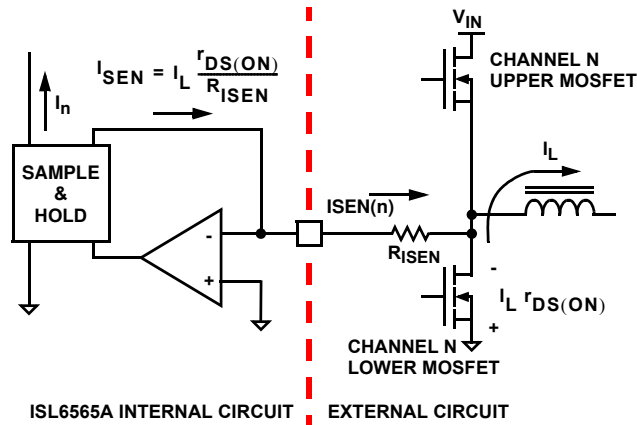 V_IN
CHANNEL N
UPPER MOSFET
I_SEN = I_L r_DS(ON) / R_ISEN
I_n
I_L
SAMPLE
&
HOLD
ISEN(n)
-
+
R_ISEN
-
I_L r_DS(ON)
+
CHANNEL N
LOWER MOSFET
ISL6565A INTERNAL CIRCUIT
EXTERNAL CIRCUIT